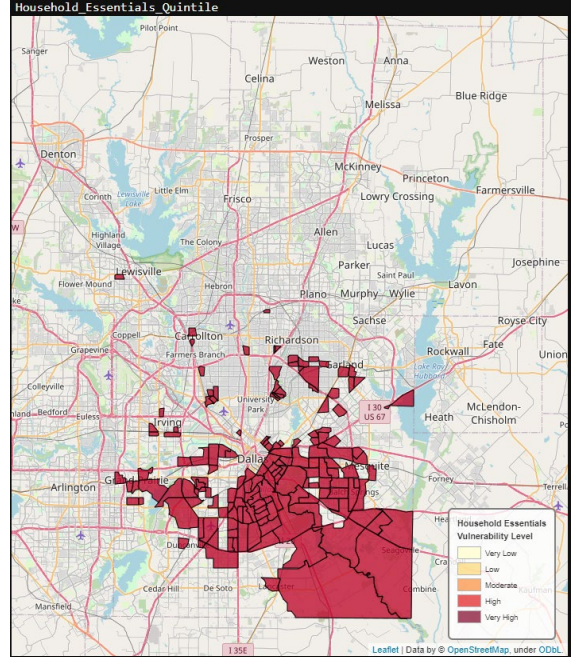 Household_Essentials_Quintile
Pilot Point
Sanger
Weston
Anna
Celina
Blue Ridge
Melissa
Prosper
Denton
McKinney
Princeton
Farmersville
Little Elm
Lewisville Lake
Corinth
Frisco
Lowry Crossing
Highland Village
The Colony
Allen
Lucas
Lewisville
Parker
Saint Paul
Josephine
Flower Mound
Hebron
Plano
Murphy
Wylie
Lavon
Sachse
Royse City
Coppell
Carrollton
Richardson
Grapevine
Farmers Branch
Garland
Rockwall
Fate
Union
Lake Ray Hubbard
Colleyville
University Park
I 30
US 67
Heath
McLendon-Chisholm
Bedford
Euless
Irving
Dallas
Mesquite
Arlington
Grand Prairie
Forney
Terrell
Duncanville
Seagoville
Household Essentials
Vulnerability Level
Very Low
Low
Moderate
High
Very High
Cedar Hill
De Soto
Lancaster
Combine
Kaufman
Mansfield
I 35E
Leaflet | Data by © OpenStreetMap, under ODbL.